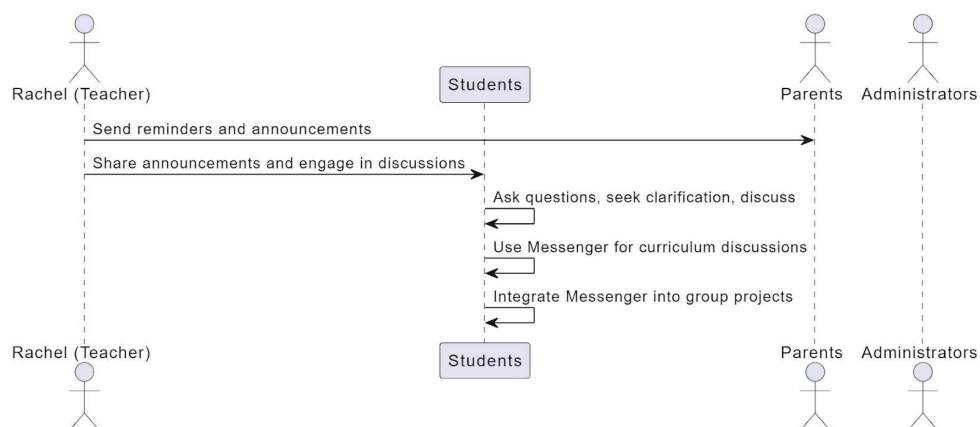 Rachel (Teacher)
Students
Parents
Administrators
Send reminders and announcements
Share announcements and engage in discussions
Ask questions, seek clarification, discuss
Use Messenger for curriculum discussions
Integrate Messenger into group projects
Rachel (Teacher)
Students
Parents
Administrators